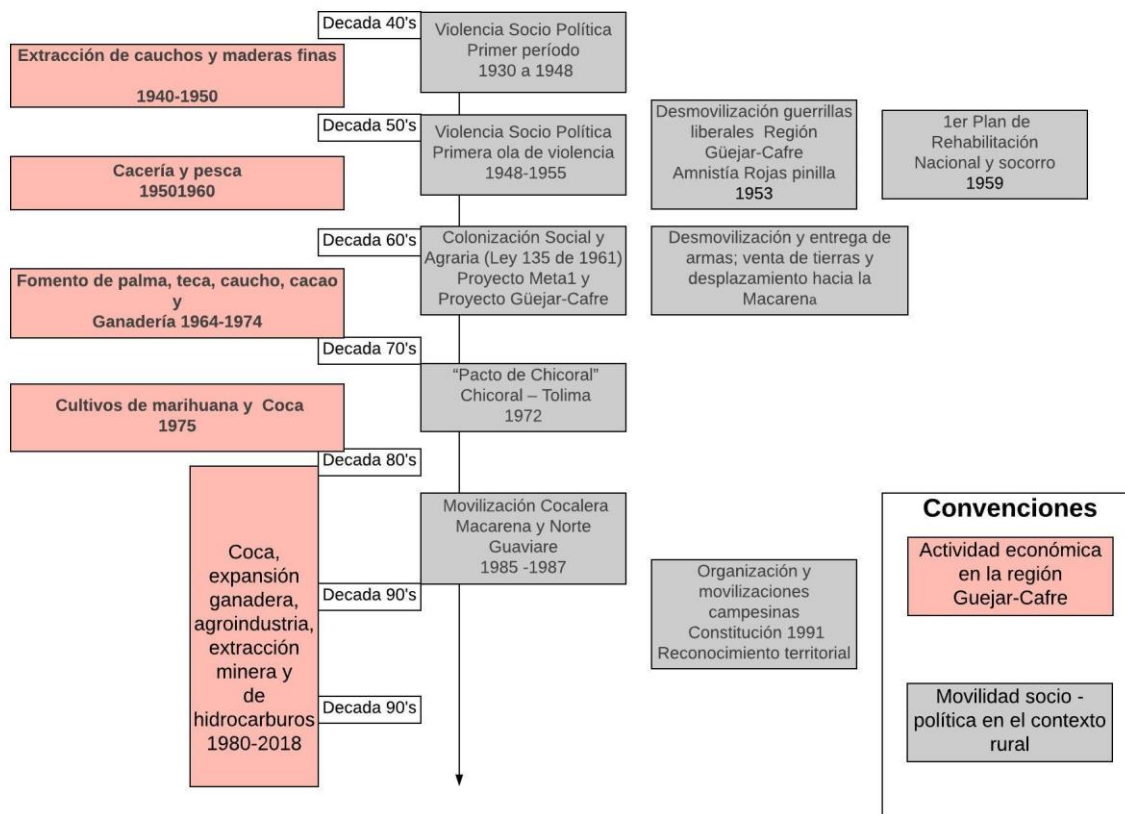 Decada 40's
Violencia Socio Política
Primer período
1930 a 1948
Extracción de cauchos y maderas finas
1940-1950
Decada 50's
Violencia Socio Política
Primera ola de violencia
1948-1955
Desmovilización guerrillas
liberales Región
Güejar-Cafre
Amnistía Rojas pinilla
1953
1er Plan de
Rehabilitación
Nacional y socorro
1959
Cacería y pesca
19501960
Decada 60's
Colonización Social y
Agraria (Ley 135 de 1961)
Proyecto Meta1 y
Proyecto Güejar-Cafre
Desmovilización y entrega de
armas; venta de tierras y
desplazamiento hacia la
Macarena
Fomento de palma, teca, caucho, cacao
y
Ganadería 1964-1974
Decada 70's
“Pacto de Chicoral”
Chicoral – Tolima
1972
Cultivos de marihuana y Coca
1975
Decada 80's
Movilización Cocalera
Macarena y Norte
Guaviare
1985 -1987
Coca,
expansión
ganadera,
agroindustria,
extracción
minera y
de
hidrocarburos
1980-2018
Decada 90's
Organización y
movilizaciones
campesinas
Constitución 1991
Reconocimiento territorial
Decada 90's
Convenciones
Actividad económica
en la región
Guejar-Cafre
Movilidad socio -
política en el contexto
rural